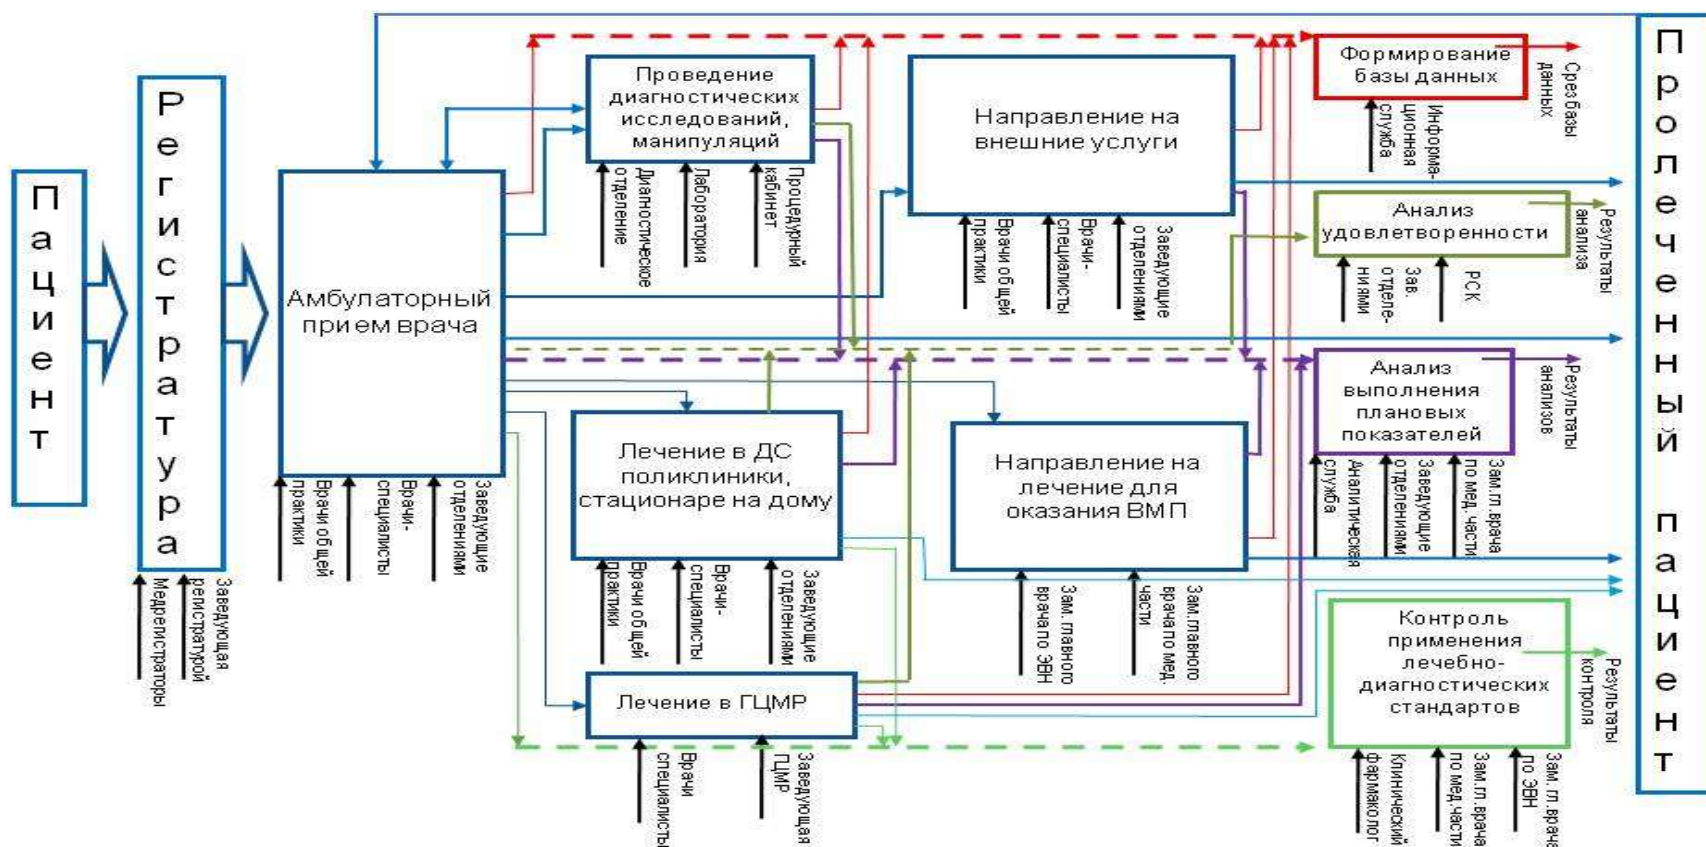 Пациент
Регистратура
Медрегистраторы
Заведующая
регистратурой
Амбулаторный
прием врача
Врачи общей
практики
Врачи-
специалисты
Заведующие
отделениями
Проведение
диагностических
исследований,
манипуляций
Диагностическое
отделение
Лаборатория
Процедурный
кабинет
Направление на
внешние услуги
Врачи общей
практики
Врачи-
специалисты
Заведующие
отделениями
Формирование
базы данных
Срез базы
данных
Информа-
ционная
служба
Анализ
удовлетворенности
Результаты
анализа
Зав.
отделе-
ниями
РСК
Лечение в ДС
поликлиники,
стационаре на дому
Врачи общей
практики
Врачи-
специалисты
Заведующие
отделениями
Направление на
лечение для
оказания ВМП
Зам. главного
врача по ЭВН
Зам.главного
врача по мед.
части
Анализ
выполнения
плановых
показателей
Результаты
анализов
Аналитическая
служба
Заведующие
отделениями
Зам. гл. врача
по мед. части
Лечение в ГЦМР
Врачи
специалисты
Заведующая
ГЦМР
Контроль
применения
лечебно-
диагностических
стандартов
Результаты
контроля
Клинический
фармаколог
Зам.гл. врача
по мед.части
Зам. гл. врача
по ЭВН
Пролеченный пациент